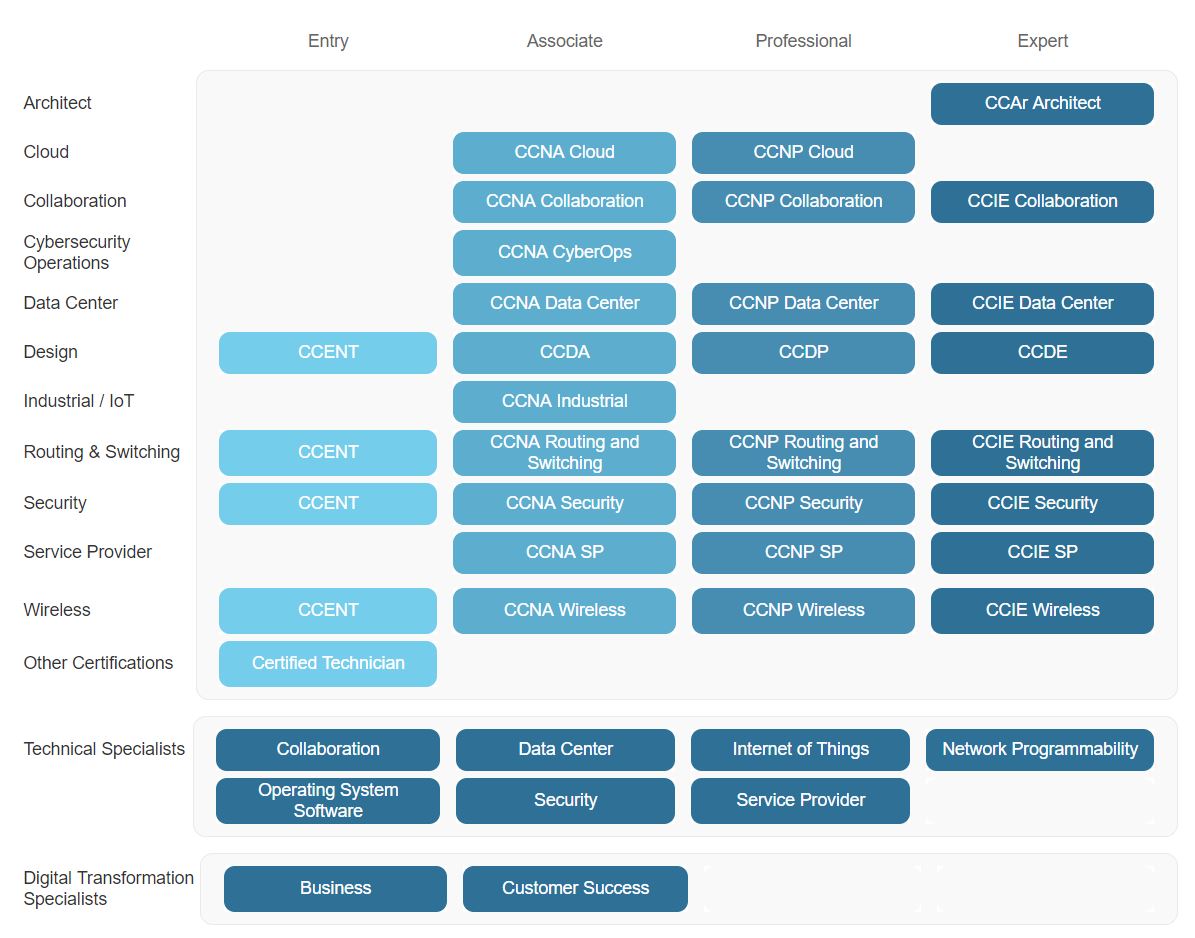 Entry Associate Professional Expert
Architect CCAr Architect
Cloud CCNA Cloud CCNP Cloud
Collaboration CCNA Collaboration CCNP Collaboration CCIE Collaboration
Cybersecurity
Operations
CCNA CyberOps
Data Center CCNA Data Center CCNP Data Center CCIE Data Center
Design CCENT CCDA CCDP CCDE
Industrial / IoT CCNA Industrial
Routing & Switching CCENT
CCNA Routing and
Switching
CCNP Routing and
Switching
CCIE Routing and
Switching
Security CCENT CCNA Security CCNP Security CCIE Security
Service Provider CCNA SP CCNP SP CCIE SP
Wireless CCENT CCNA Wireless CCNP Wireless CCIE Wireless
Other Certifications Certified Technician
Technical Specialists Collaboration Data Center Internet of Things Network Programmability
Operating System
Software
Security Service Provider
Digital Transformation
Specialists
Business Customer Success